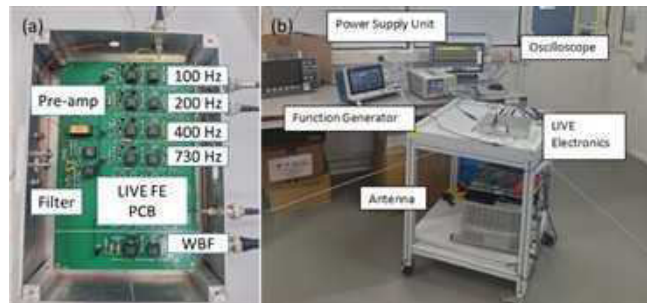 (a)
100 Hz
Pre-amp
200 Hz
400 Hz
730 Hz
LIVE FE
PCB
Filter
WBF
(b)
Power Supply Unit
Oscilloscope
Function Generator
LIVE
Electronics
Antenna